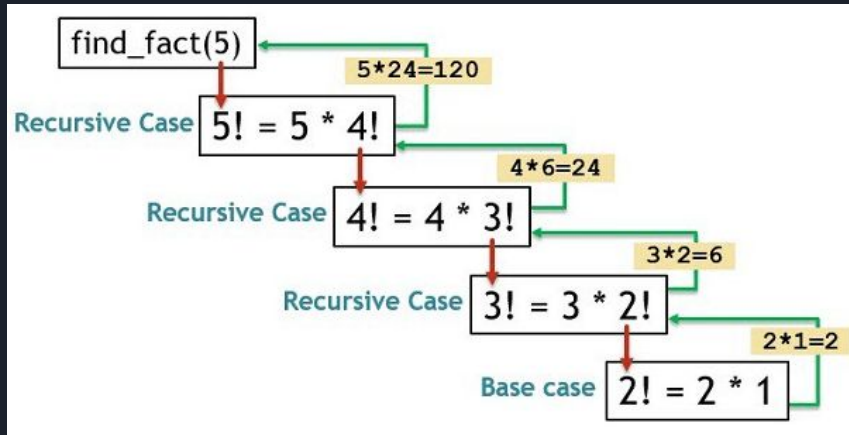 find_fact(5)
5*24=120
Recursive Case 5! = 5 * 4!
4*6=24
Recursive Case 4! = 4 * 3!
3*2=6
Recursive Case 3! = 3 * 2!
2*1=2
Base case 2! = 2 * 1